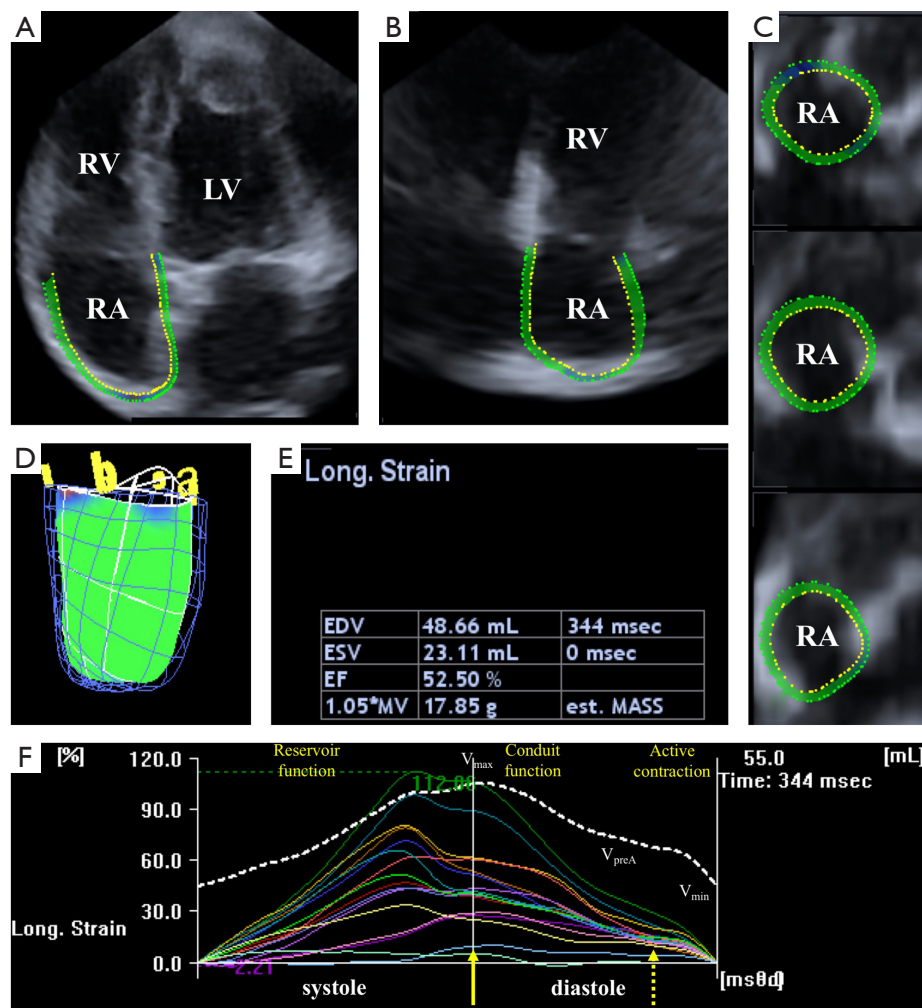 A
RV
LV
RA
B
RV
RA
C
RA
RA
RA
D
b
s
a
E
Long. Strain
EDV 48.66 mL 344 msec
ESV 23.11 mL 0 msec
EF 52.50 %
1.05*MV 17.85 g est. MASS
F
[%]
120.0
90.0
60.0
30.0
0.0
Long. Strain
Reservoir
function
Vmax
Conduit
function
Active
contraction
55.0
[mL]
Time: 344 msec
VpreA
Vmin
-2.21
systole
diastole